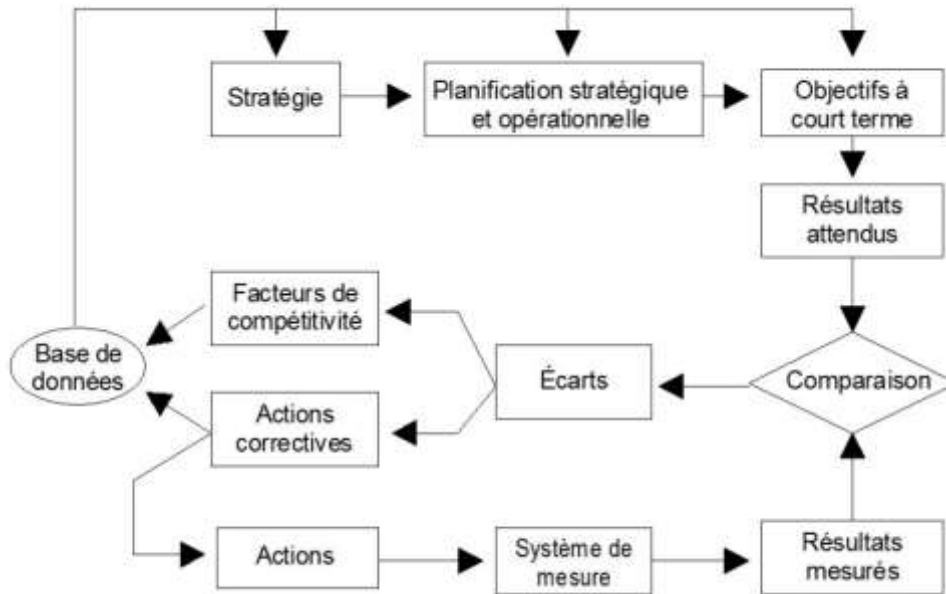 Stratégie
Planification stratégique
et opérationnelle
Objectifs à
court terme
Résultats
attendus
Facteurs de
compétitivité
Base de
données
Écarts
Comparaison
Actions
correctives
Actions
Système de
mesure
Résultats
mesurés